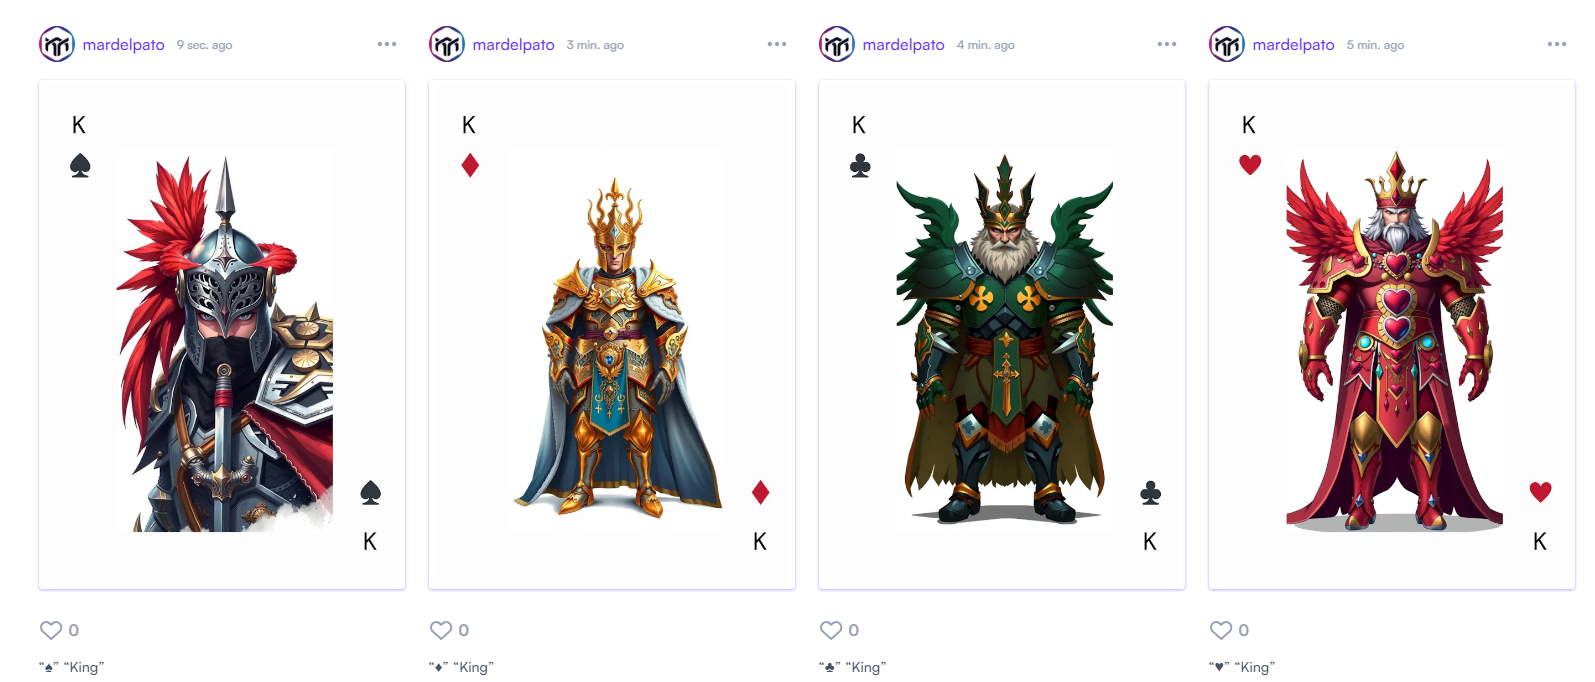 mardelpato 9 sec. ago
K
♠
♠
K
0
“♠” “King”
mardelpato 3 min. ago
K
♦
♦
K
0
“♦” “King”
mardelpato 4 min. ago
K
♣
♣
K
0
“♣” “King”
mardelpato 5 min. ago
K
♥
♥
K
0
“♥” “King”